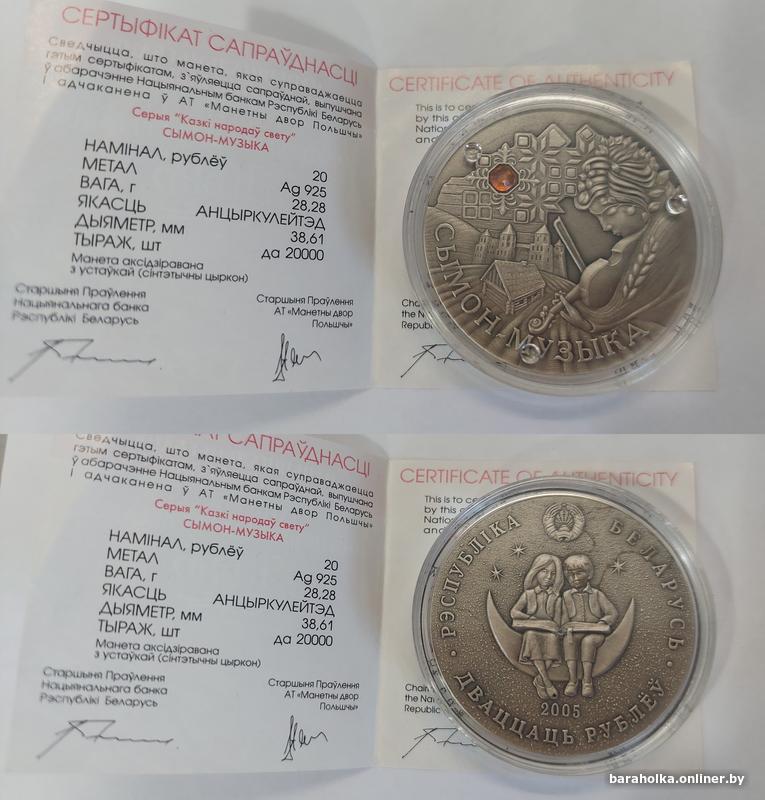 СЕРТЫФІКАТ САПРАЎДНАСЦІ
Сведчыцца, што манета, якая суправаджаецца
гэтым сертыфікатам, з'яўляецца сапраўднай, выпушчана
ў абарачэнне Нацыянальным банкам Рэспублікі Беларусь
і адчаканена ў АТ «Манетны двор Польшчы»
Серыя "Казкі народаў свету"
СЫМОН-МУЗЫКА
НАМІНАЛ, рублёў 20
МЕТАЛ Ag 925
ВАГА, г 28,28
ЯКАСЦЬ АНЦЫРКУЛЕЙТЭД
ДЫЯМЕТР, мм 38,61
ТЫРАЖ, шт да 20000
Манета аксідзіравана
з устаўкай (сінтэтычны цыркон)
Старшыня Праўлення
Нацыянальнага банка
Рэспублікі Беларусь
Старшыня Праўлення
АТ «Манетны двор
Польшчы»
CERTIFICATE OF AUTHENTICITY
This is to
by this
СЫМОН-МУЗЫКА
the
САПРАЎДНАСЦІ
Сведчыцца, што манета, якая суправаджаецца
гэтым сертыфікатам, з'яўляецца сапраўднай, выпушчана
ў абарачэнне Нацыянальным банкам Рэспублікі Беларусь
і адчаканена ў АТ «Манетны двор Польшчы»
Серыя "Казкі народаў свету"
СЫМОН-МУЗЫКА
НАМІНАЛ, рублёў 20
МЕТАЛ Ag 925
ВАГА, г 28,28
ЯКАСЦЬ АНЦЫРКУЛЕЙТЭД
ДЫЯМЕТР, мм 38,61
ТЫРАЖ, шт да 20000
Манета аксідзіравана
з устаўкай (сінтэтычны цыркон)
Старшыня Праўлення
Нацыянальнага банка
Рэспублікі Беларусь
Старшыня Праўлення
АТ «Манетны двор
Польшчы»
CERTIFICATE OF AUTHENTICITY
This is to
by this
РЭСПУБЛІКА БЕЛАРУСЬ
2005
ДВАЦЦАЦЬ РУБЛЁЎ
the
baraholka.onliner.by